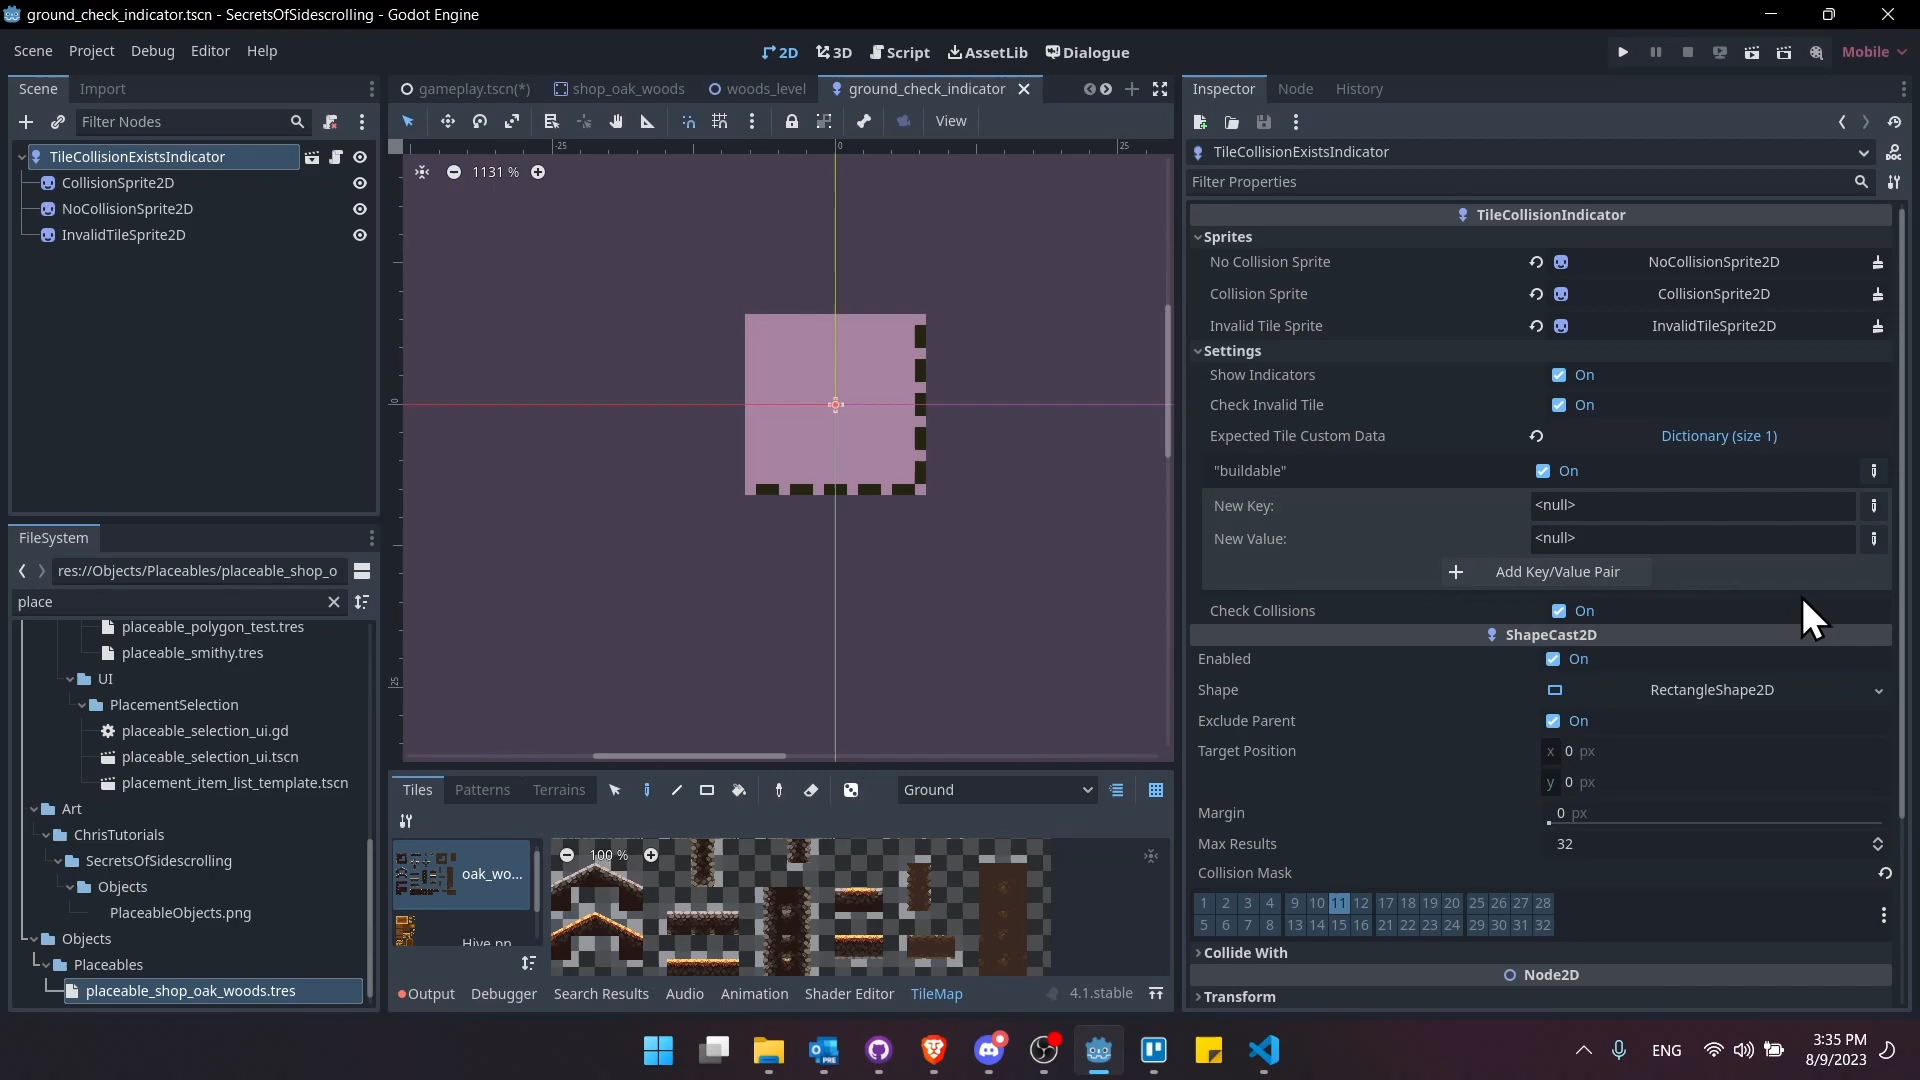 ground_check_indicator.tscn - SecretsOfSidescrolling - Godot Engine
Scene Project Debug Editor Help
2D 3D Script AssetLib Dialogue
Mobile
Scene Import
Filter Nodes
TileCollisionExistsIndicator
CollisionSprite2D
NoCollisionSprite2D
InvalidTileSprite2D
FileSystem
res://Objects/Placeables/placeable_shop_o
place
placeable_polygon_test.tres
placeable_smithy.tres
UI
PlacementSelection
placeable_selection_ui.gd
placeable_selection_ui.tscn
placement_item_list_template.tscn
Art
ChrisTutorials
SecretsOfSidescrolling
Objects
PlaceableObjects.png
Objects
Placeables
placeable_shop_oak_woods.tres
gameplay.tscn(*) shop_oak_woods woods_level ground_check_indicator
View
-25 0 25
1131 %
0
25
Tiles Patterns Terrains Ground
oak_wo...
Hive.pn
100 %
Output Debugger Search Results Audio Animation Shader Editor TileMap 4.1.stable
Inspector Node History
TileCollisionExistsIndicator
DOC
Filter Properties
TileCollisionIndicator
Sprites
No Collision Sprite NoCollisionSprite2D
Collision Sprite CollisionSprite2D
Invalid Tile Sprite InvalidTileSprite2D
Settings
Show Indicators On
Check Invalid Tile On
Expected Tile Custom Data Dictionary (size 1)
"buildable" On
New Key: <null>
New Value: <null>
Add Key/Value Pair
Check Collisions On
ShapeCast2D
Enabled On
Shape RectangleShape2D
Exclude Parent On
Target Position x 0 px
y 0 px
Margin 0 px
Max Results 32
Collision Mask
1 2 3 4 9 10 11 12 17 18 19 20 25 26 27 28
5 6 7 8 13 14 15 16 21 22 23 24 29 30 31 32
Collide With
Node2D
Transform
PRE
ENG
3:35 PM
8/9/2023